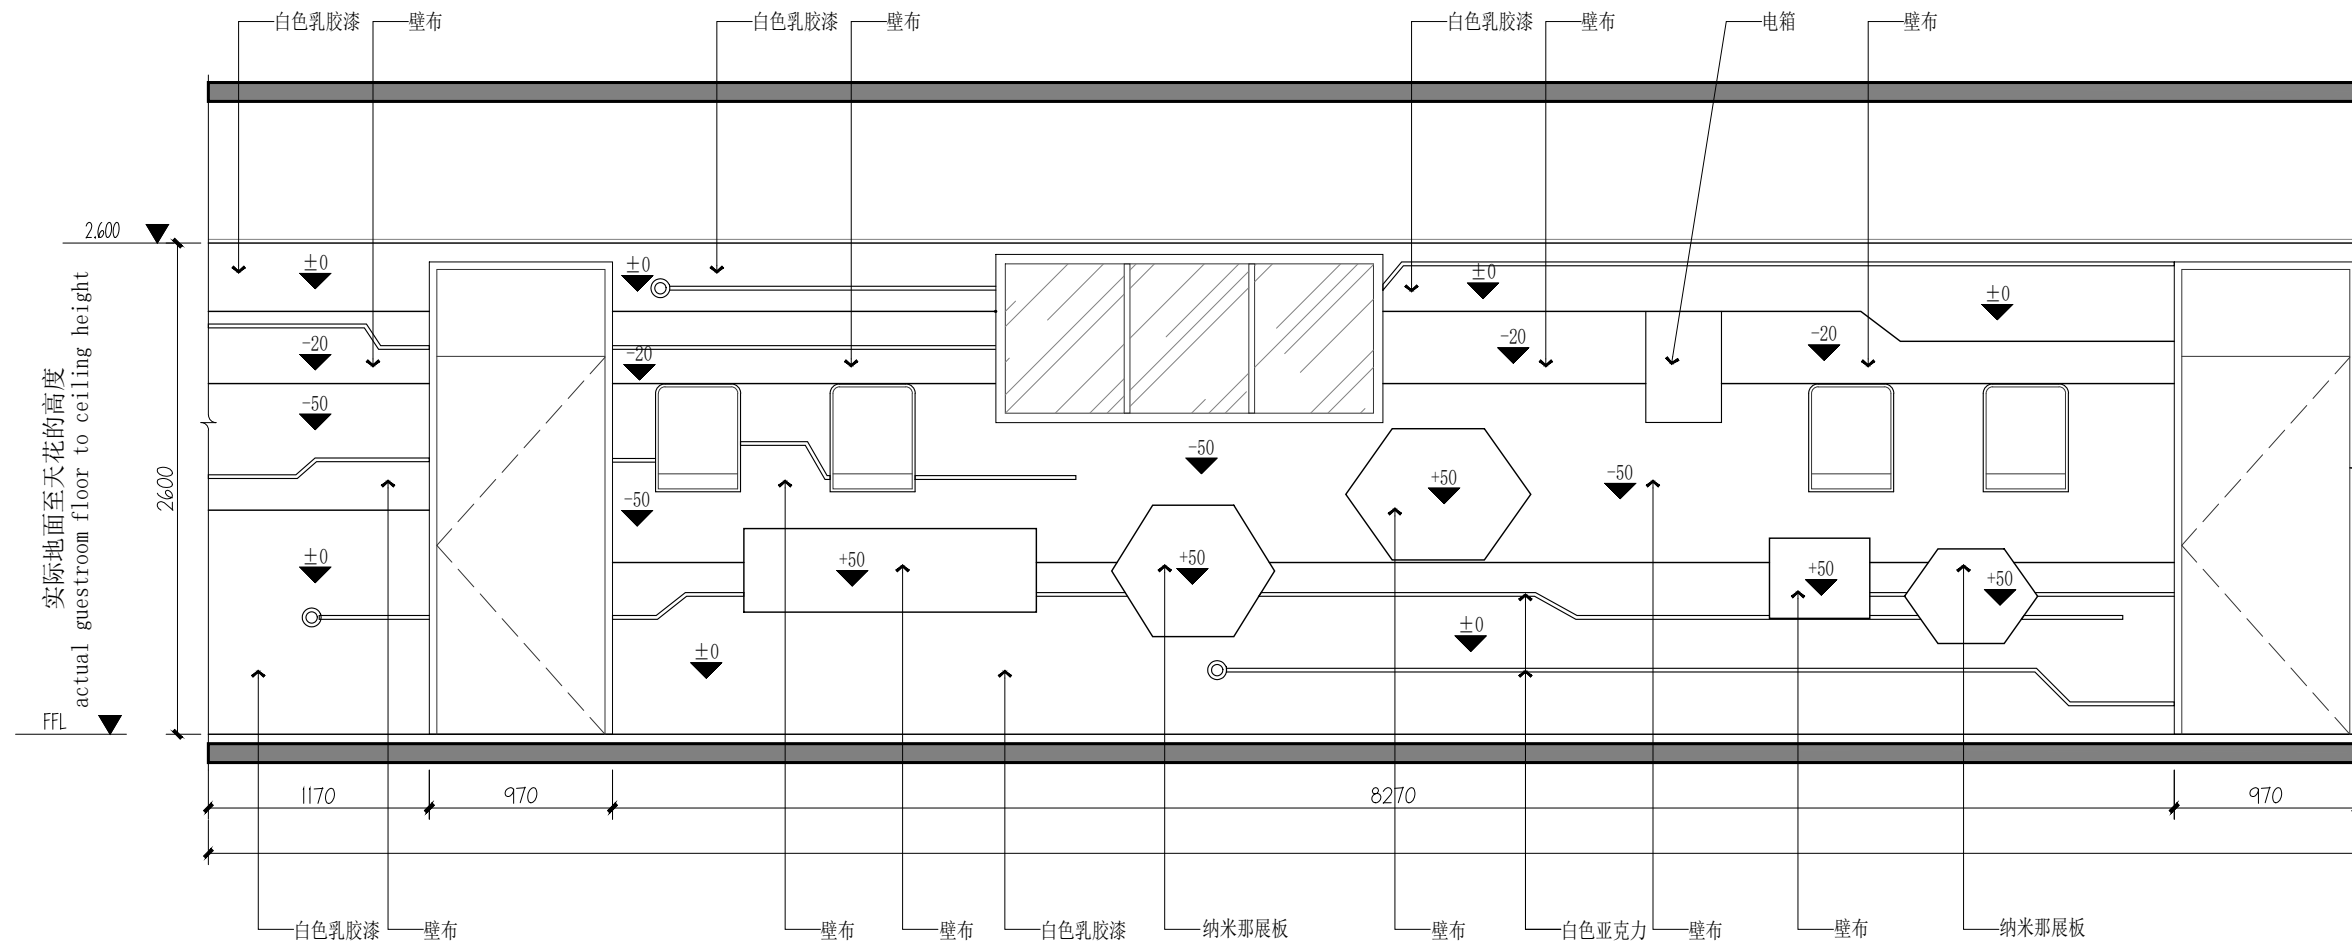 白色乳胶漆
壁布
白色乳胶漆
壁布
白色乳胶漆
壁布
电箱
壁布
2.600
±0
±0
±0
±0
-20
-20
-20
-20
-50
-50
-50
-50
+50
±0
+50
+50
+50
+50
±0
±0
实际地面至天花的高度
actual guestroom floor to ceiling height
2600
FFL
1170
970
8270
970
白色乳胶漆
壁布
壁布
壁布
白色乳胶漆
纳米那展板
壁布
白色亚克力
壁布
壁布
纳米那展板